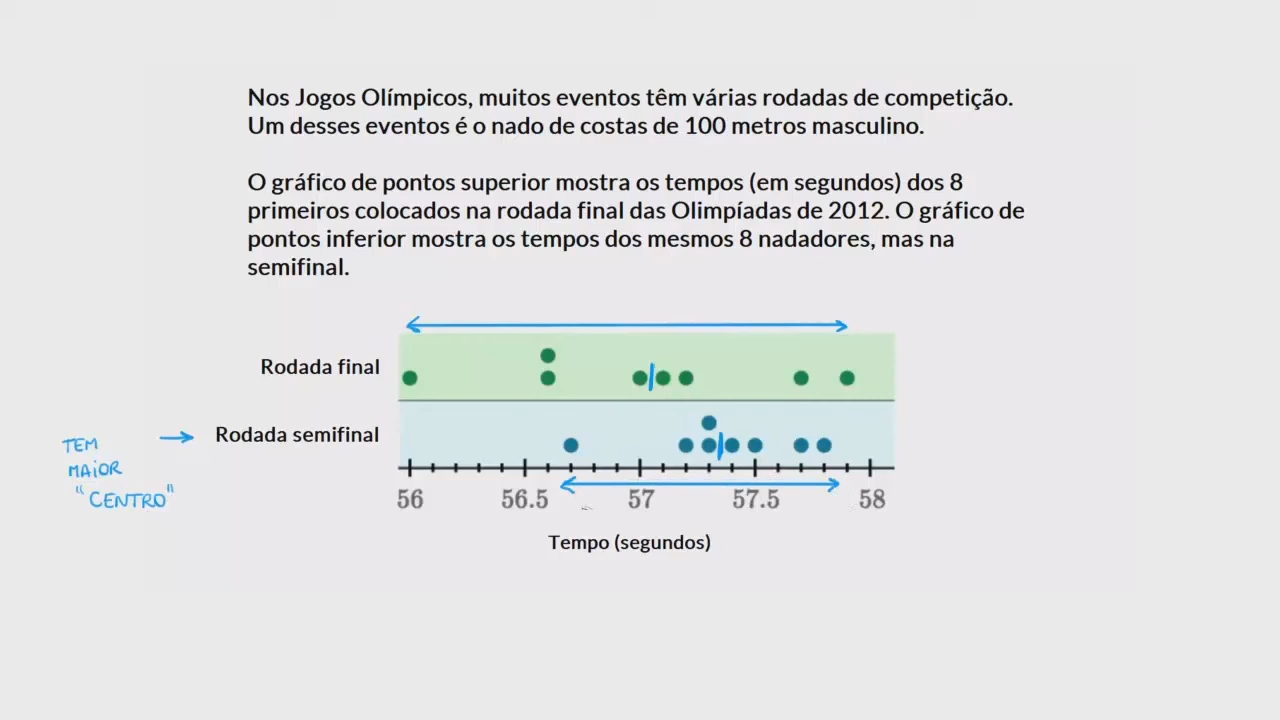 Nos Jogos Olímpicos, muitos eventos têm várias rodadas de competição.
Um desses eventos é o nado de costas de 100 metros masculino.
O gráfico de pontos superior mostra os tempos (em segundos) dos 8
primeiros colocados na rodada final das Olimpíadas de 2012. O gráfico de
pontos inferior mostra os tempos dos mesmos 8 nadadores, mas na
semifinal.
Rodada final
Rodada semifinal
TEM
MAIOR
"CENTRO"
56 56.5 57 57.5 58
Tempo (segundos)